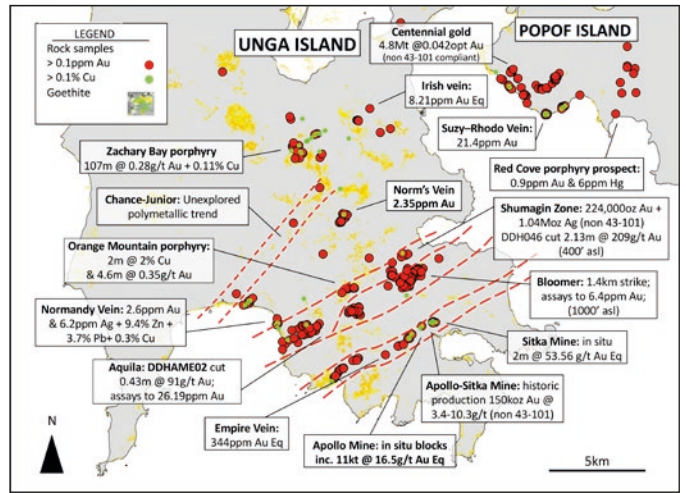 LEGEND
Rock samples
> 0.1ppm Au
> 0.1% Cu
Goethite
UNGA ISLAND
Centennial gold
4.8Mt @0.042opt Au
(non 43-101 compliant)
POPOF ISLAND
Irish vein:
8.21ppm Au Eq
Suzy–Rhodo Vein:
21.4ppm Au
Zachary Bay porphyry
107m @ 0.28g/t Au + 0.11% Cu
Red Cove porphyry prospect:
0.9ppm Au & 6ppm Hg
Chance-Junior: Unexplored
polymetallic trend
Norm's Vein
2.35ppm Au
Shumagin Zone: 224,000oz Au +
1.04Moz Ag (non 43-101)
DDH046 cut 2.13m @ 209g/t Au
(400' asl)
Orange Mountain porphyry:
2m @ 2% Cu
& 4.6m @ 0.35g/t Au
Bloomer: 1.4km strike;
assays to 6.4ppm Au;
(1000' asl)
Normandy Vein: 2.6ppm Au
& 6.2ppm Ag + 9.4% Zn +
3.7% Pb+ 0.3% Cu
Sitka Mine: in situ
2m @ 53.56 g/t Au Eq
Aquila: DDHAME02 cut
0.43m @ 91g/t Au;
assays to 26.19ppm Au
Apollo-Sitka Mine: historic
production 150koz Au @
3.4-10.3g/t (non 43-101)
Empire Vein:
344ppm Au Eq
Apollo Mine: in situ blocks
inc. 11kt @ 16.5g/t Au Eq
N
5km